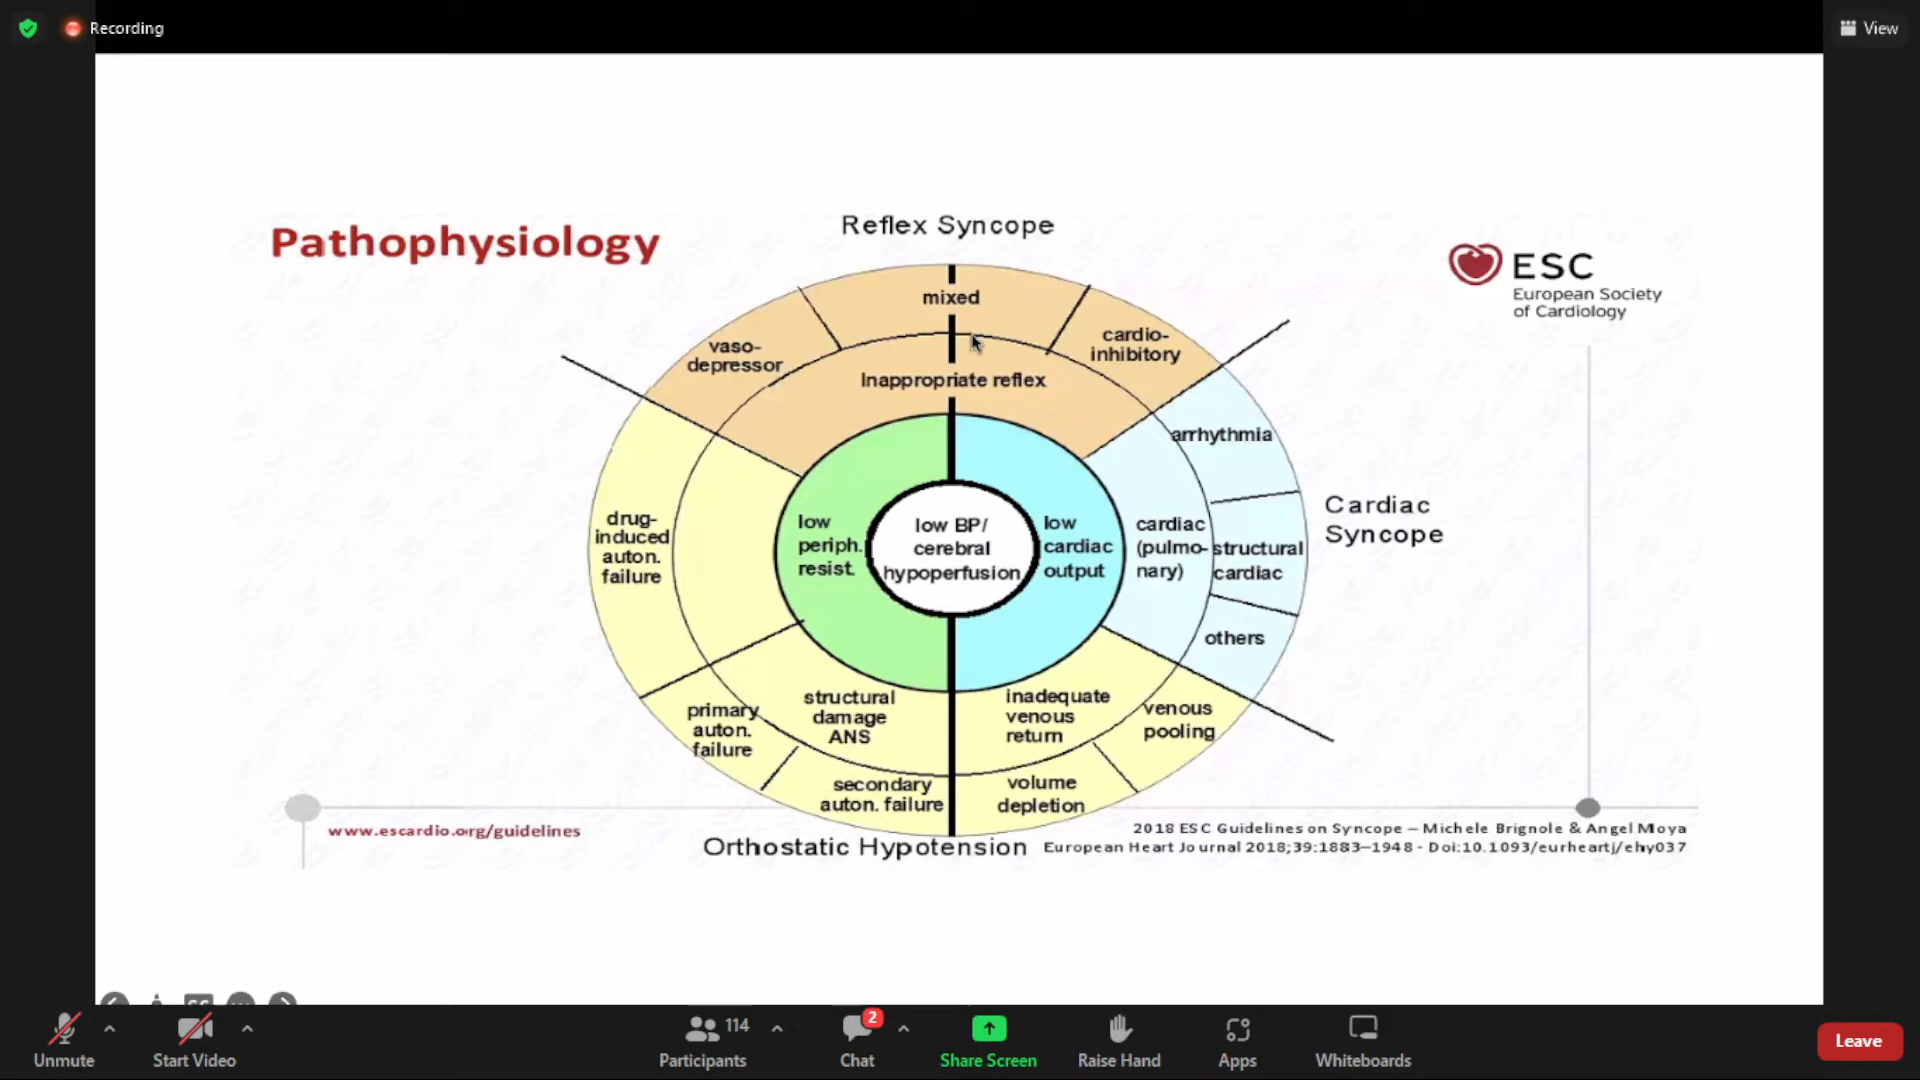 Recording
View
Pathophysiology
Reflex Syncope
ESC
European Society
of Cardiology
mixed
vaso-
depressor
cardio-
inhibitory
Inappropriate reflex
arrhythmia
drug-
induced
auton.
failure
low
periph.
resist.
low BP/
cerebral
hypoperfusion
low
cardiac
output
cardiac
(pulmo-
nary)
structural
cardiac
others
Cardiac
Syncope
primary
auton.
failure
structural
damage
ANS
inadequate
venous
return
venous
pooling
secondary
auton. failure
volume
depletion
www.escardio.org/guidelines
Orthostatic Hypotension
2018 ESC Guidelines on Syncope – Michele Brignole & Angel Moya
European Heart Journal 2018;39:1883–1948 - Doi:10.1093/eurheartj/ehy037
Unmute
Start Video
114
Participants
2
Chat
Share Screen
Raise Hand
Apps
Whiteboards
Leave